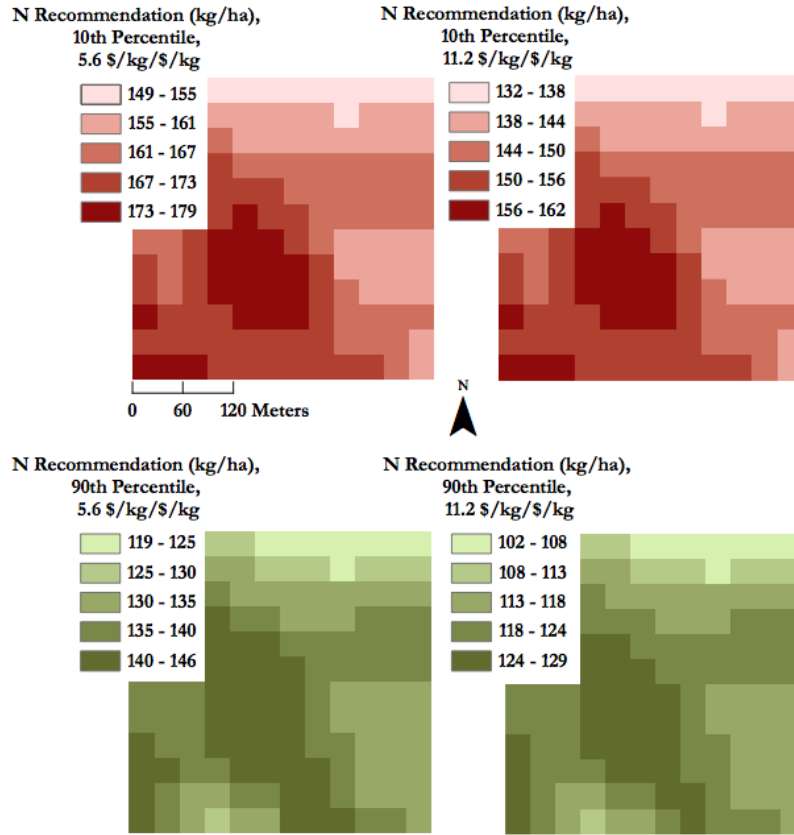 N Recommendation (kg/ha),
10th Percentile,
5.6 $/kg/$/kg
149 - 155
155 - 161
161 - 167
167 - 173
173 - 179
0 60 120 Meters
N Recommendation (kg/ha),
10th Percentile,
11.2 $/kg/$/kg
132 - 138
138 - 144
144 - 150
150 - 156
156 - 162
N
N Recommendation (kg/ha),
90th Percentile,
5.6 $/kg/$/kg
119 - 125
125 - 130
130 - 135
135 - 140
140 - 146
N Recommendation (kg/ha),
90th Percentile,
11.2 $/kg/$/kg
102 - 108
108 - 113
113 - 118
118 - 124
124 - 129